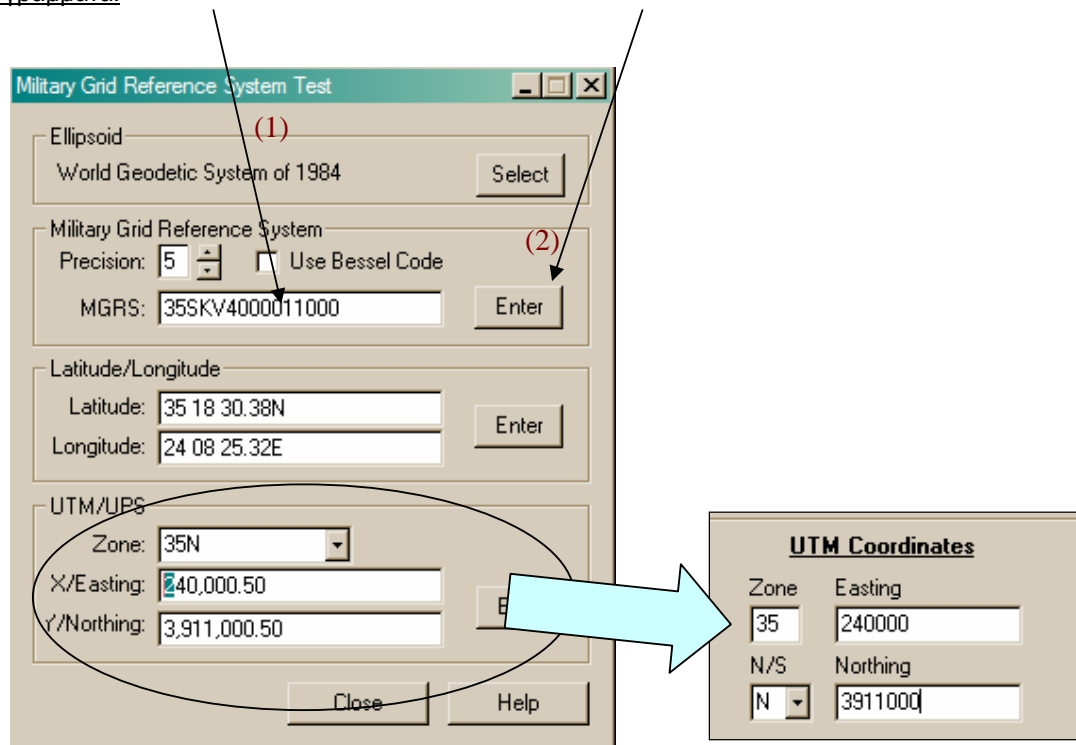 Military Grid Reference System Test
Ellipsoid
(1)
World Geodetic System of 1984
Select
Military Grid Reference System
(2)
Precision: 5
Use Bessel Code
MGRS: 35SKV4000011000
Enter
Latitude/Longitude
Latitude: 35 18 30.38N
Longitude: 24 08 25.32E
Enter
UTM/UPS
Zone: 35N
X/Easting: 240,000.50
Y/Northing: 3,911,000.50
Close
Help
UTM Coordinates
Zone Easting
35 240000
N/S Northing
N 3911000